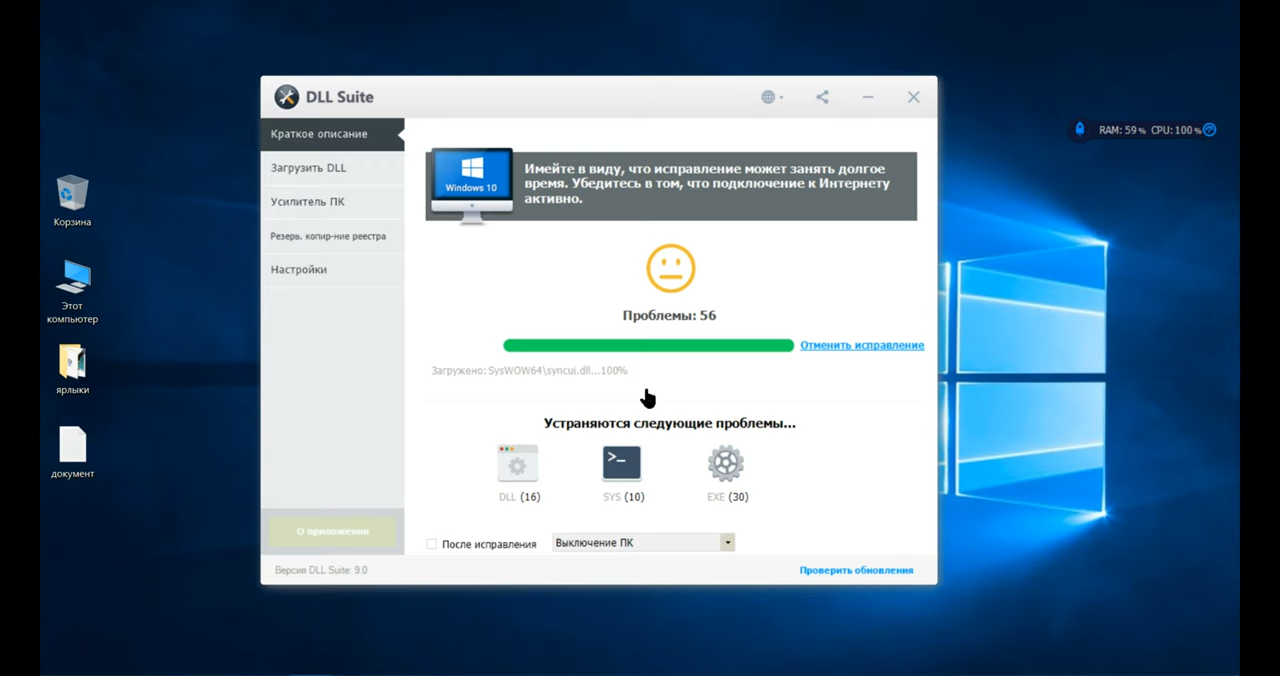 DLL Suite
Краткое описание
Загрузить DLL
Усилитель ПК
Резерв. копир-ние реестра
Настройки
О приложении
Версия DLL Suite: 9.0
Windows 10
Имейте в виду, что исправление может занять долгое
время. Убедитесь в том, что подключение к Интернету
активно.
Проблемы: 56
Отменить исправление
Загружено: SysWOW64\syncui.dll...100%
Устраняются следующие проблемы...
DLL (16)
SYS (10)
EXE (30)
После исправления
Выключение ПК
Проверить обновления
Корзина
Этот
компьютер
ярлыки
документ
RAM: 59% CPU: 100%